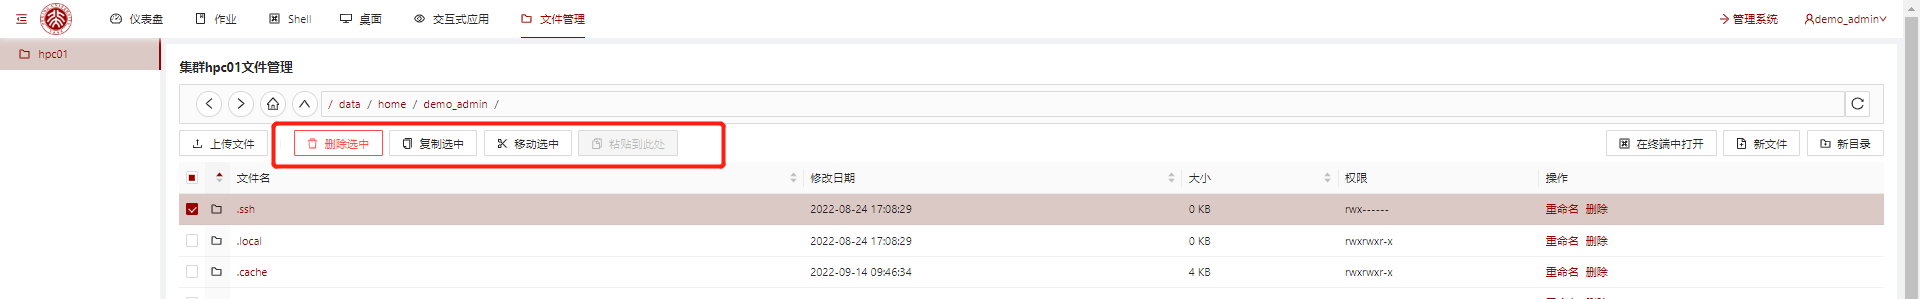 仪表盘 作业 Shell 桌面 交互式应用 文件管理 管理系统 demo_admin
hpc01
集群hpc01文件管理
/ data / home / demo_admin /
上传文件 删除选中 复制选中 移动选中 粘贴到此处 在终端中打开 新文件 新目录
文件名 修改日期 大小 权限 操作
.ssh 2022-08-24 17:08:29 0 KB rwx------ 重命名 删除
.local 2022-08-24 17:08:29 0 KB rwxrwxr-x 重命名 删除
.cache 2022-09-14 09:46:34 4 KB rwxrwxr-x 重命名 删除